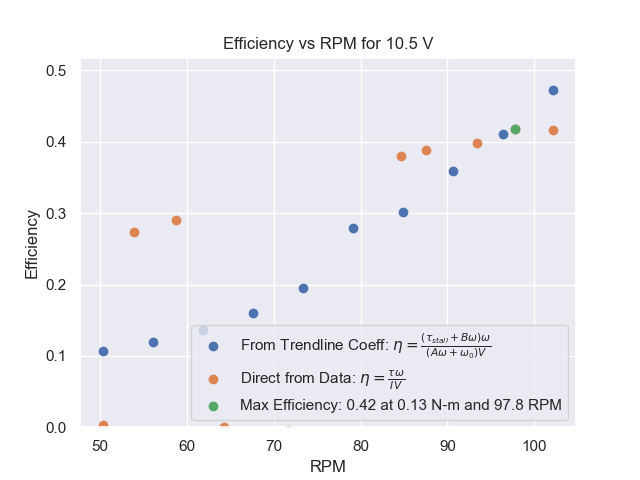 Efficiency vs RPM for 10.5 V
Efficiency
0.5
0.4
0.3
0.2
0.1
0.0
From Trendline Coeff: η = (τ_stall + Bω)ω / (Aω + ω₀)V
Direct from Data: η = τω / IV
Max Efficiency: 0.42 at 0.13 N-m and 97.8 RPM
50 60 70 80 90 100
RPM